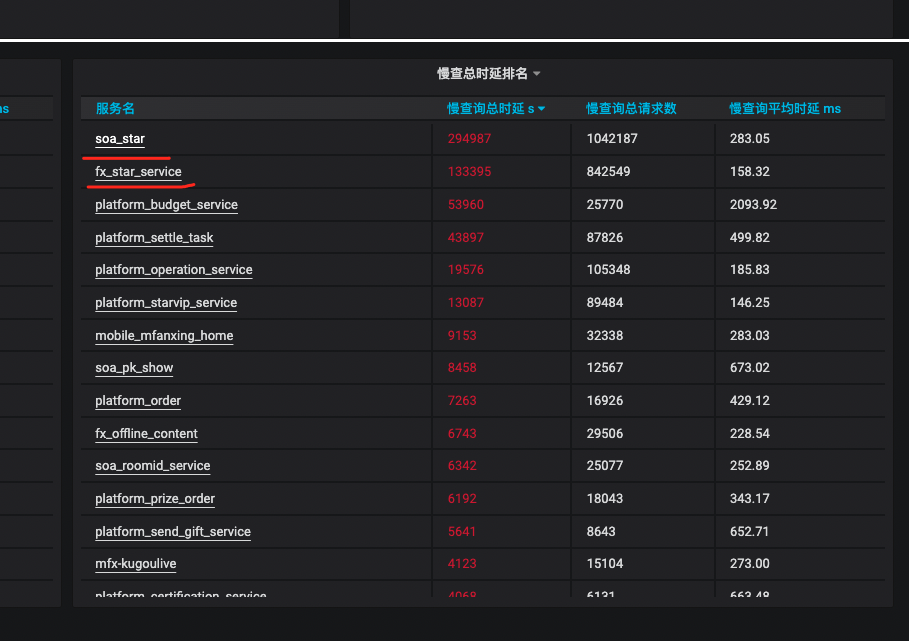 慢查总时延排名
ns 服务名 慢查询总时延 s 慢查询总请求数 慢查询平均时延 ms
soa_star 294987 1042187 283.05
fx_star_service 133395 842549 158.32
platform_budget_service 53960 25770 2093.92
platform_settle_task 43897 87826 499.82
platform_operation_service 19576 105348 185.83
platform_starvip_service 13087 89484 146.25
mobile_mfanxing_home 9153 32338 283.03
soa_pk_show 8458 12567 673.02
platform_order 7263 16926 429.12
fx_offline_content 6743 29506 228.54
soa_roomid_service 6342 25077 252.89
platform_prize_order 6192 18043 343.17
platform_send_gift_service 5641 8643 652.71
mfx-kugoulive 4123 15104 273.00
platform_certification_service 4068 6131 663.48